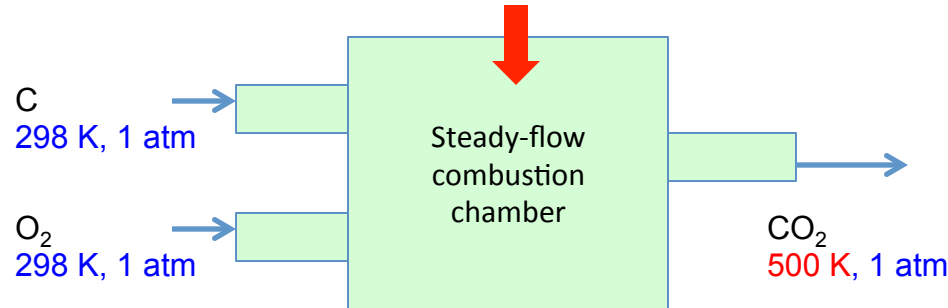 C
298 K, 1 atm
O₂
298 K, 1 atm
Steady-flow
combustion
chamber
CO₂
500 K, 1 atm